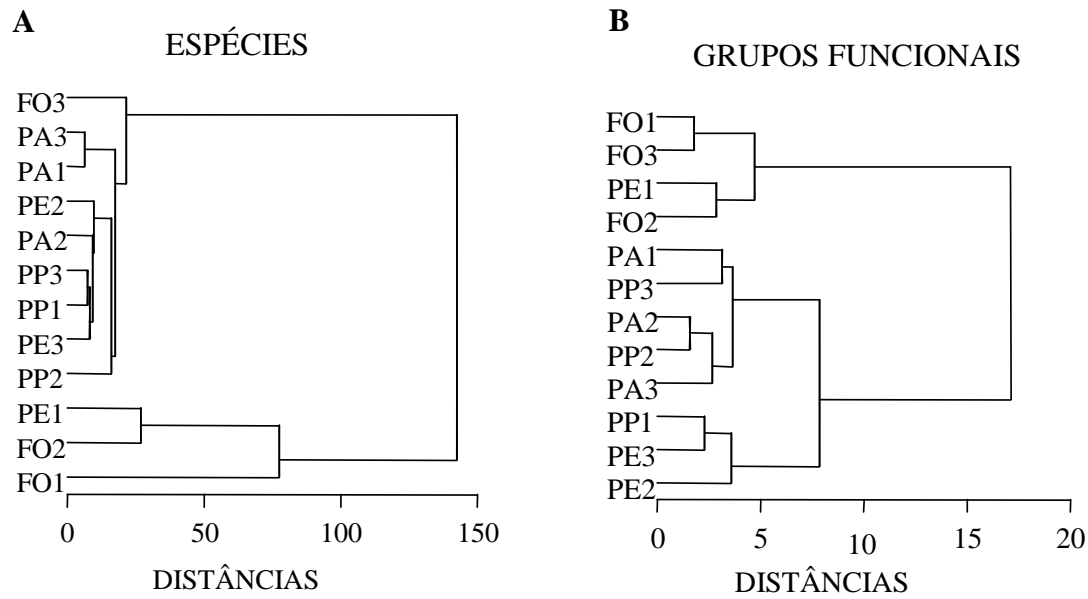 A
ESPÉCIES
FO3
PA3
PA1
PE2
PA2
PP3
PP1
PE3
PP2
PE1
FO2
FO1
0 50 100 150
DISTÂNCIAS
B
GRUPOS FUNCIONAIS
FO1
FO3
PE1
FO2
PA1
PP3
PA2
PP2
PA3
PP1
PE3
PE2
0 5 10 15 20
DISTÂNCIAS